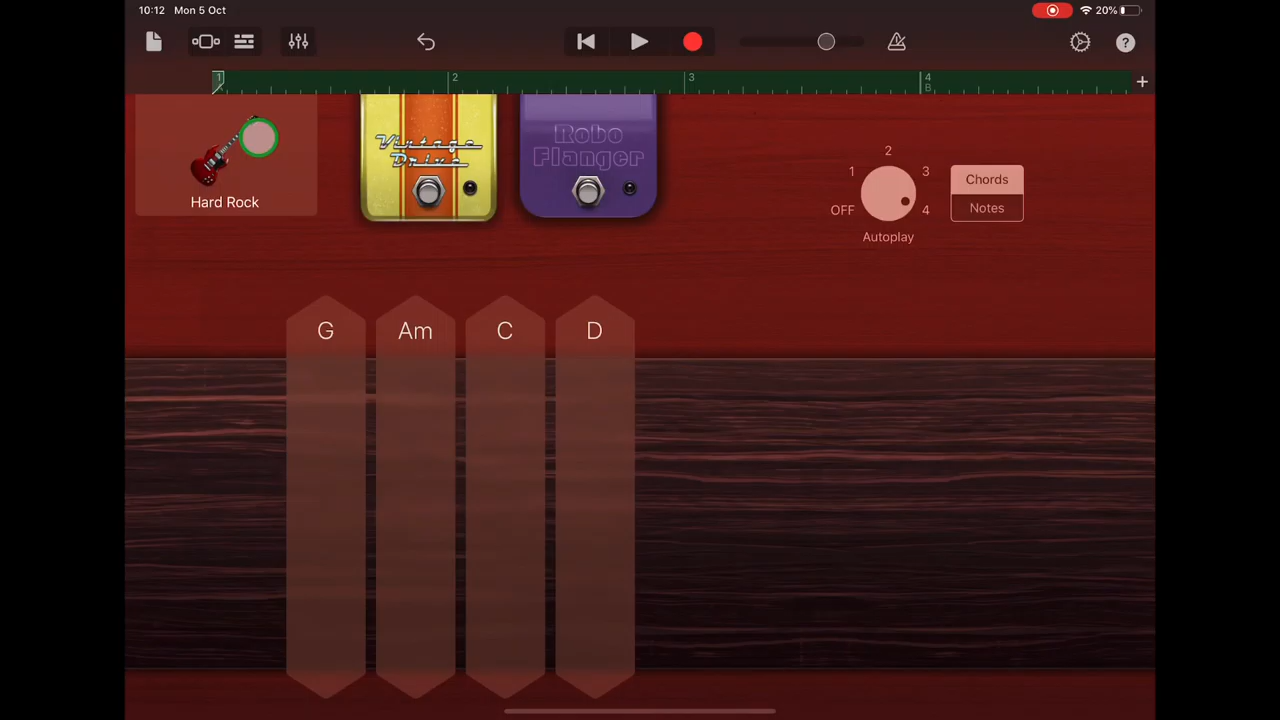 10:12 Mon 5 Oct
20%
1 2 3 4
A B
Vintage Drive
Robo Flanger
Hard Rock
2
1 3
OFF 4
Autoplay
Chords
Notes
G Am C D